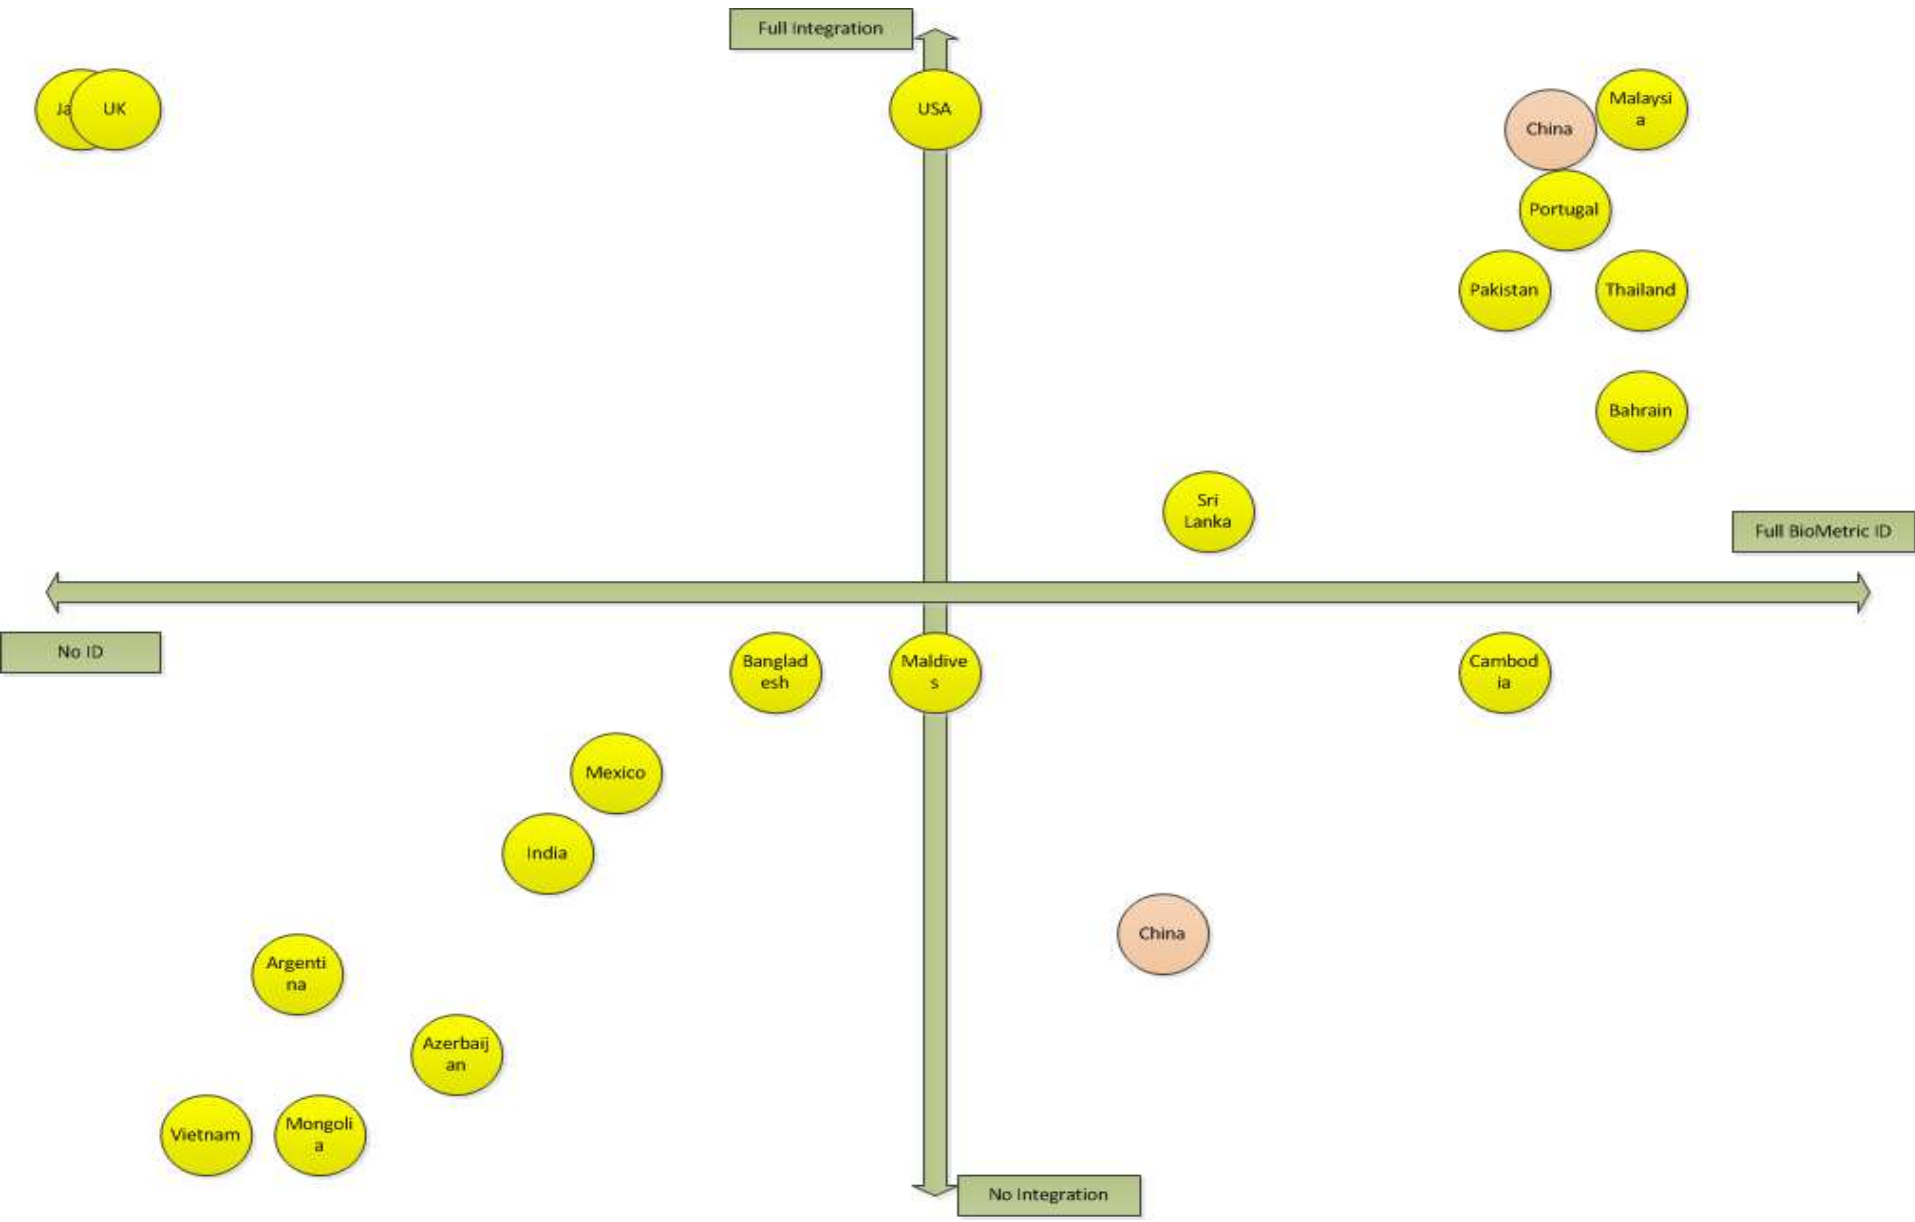 Full Integration
Ja
UK
USA
China
Malaysi
a
Portugal
Pakistan
Thailand
Bahrain
Sri
Lanka
Full BioMetric ID
No ID
Banglad
esh
Maldive
s
Cambod
ia
Mexico
India
China
Argenti
na
Azerbaij
an
Vietnam
Mongoli
a
No Integration